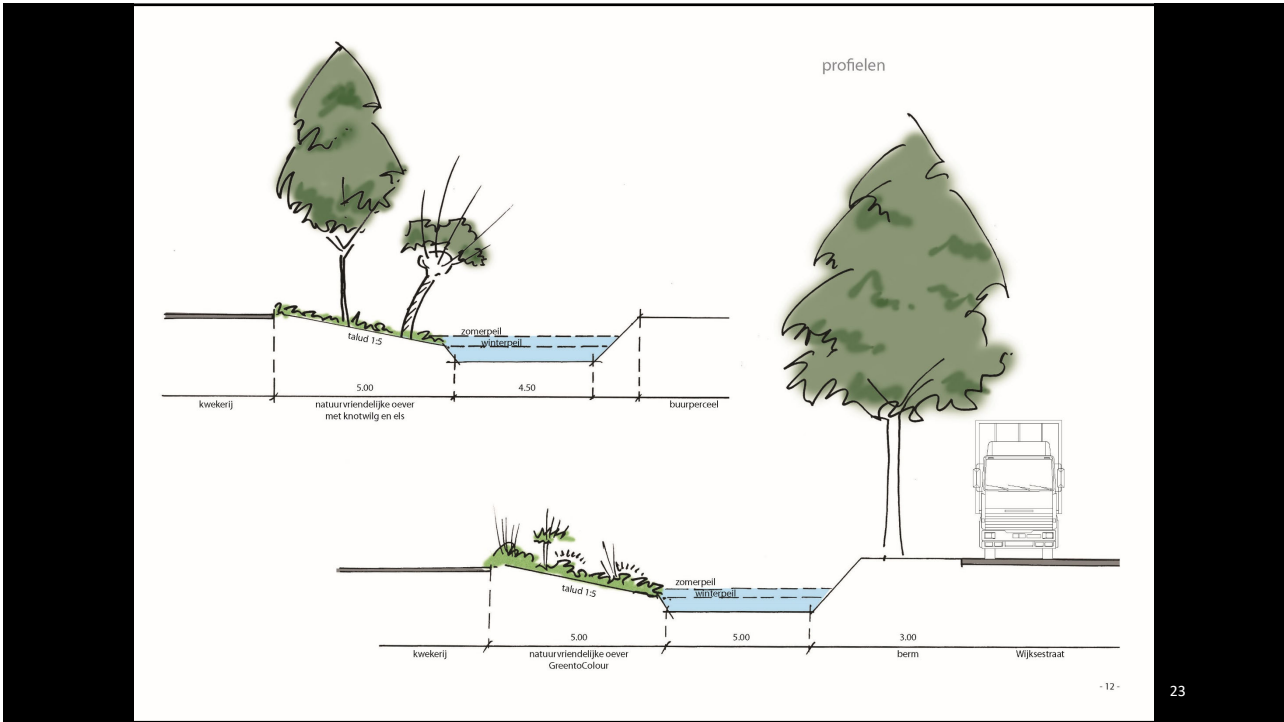 profielen
zomerpeil
winterpeil
talud 1:5
5.00
4.50
kwekerij
natuurvriendelijke oever
met knotwilg en els
buurperceel
zomerpeil
winterpeil
talud 1:5
5.00
5.00
3.00
kwekerij
natuurvriendelijke oever
GreentoColour
berm
Wijksestraat
- 12 -
23